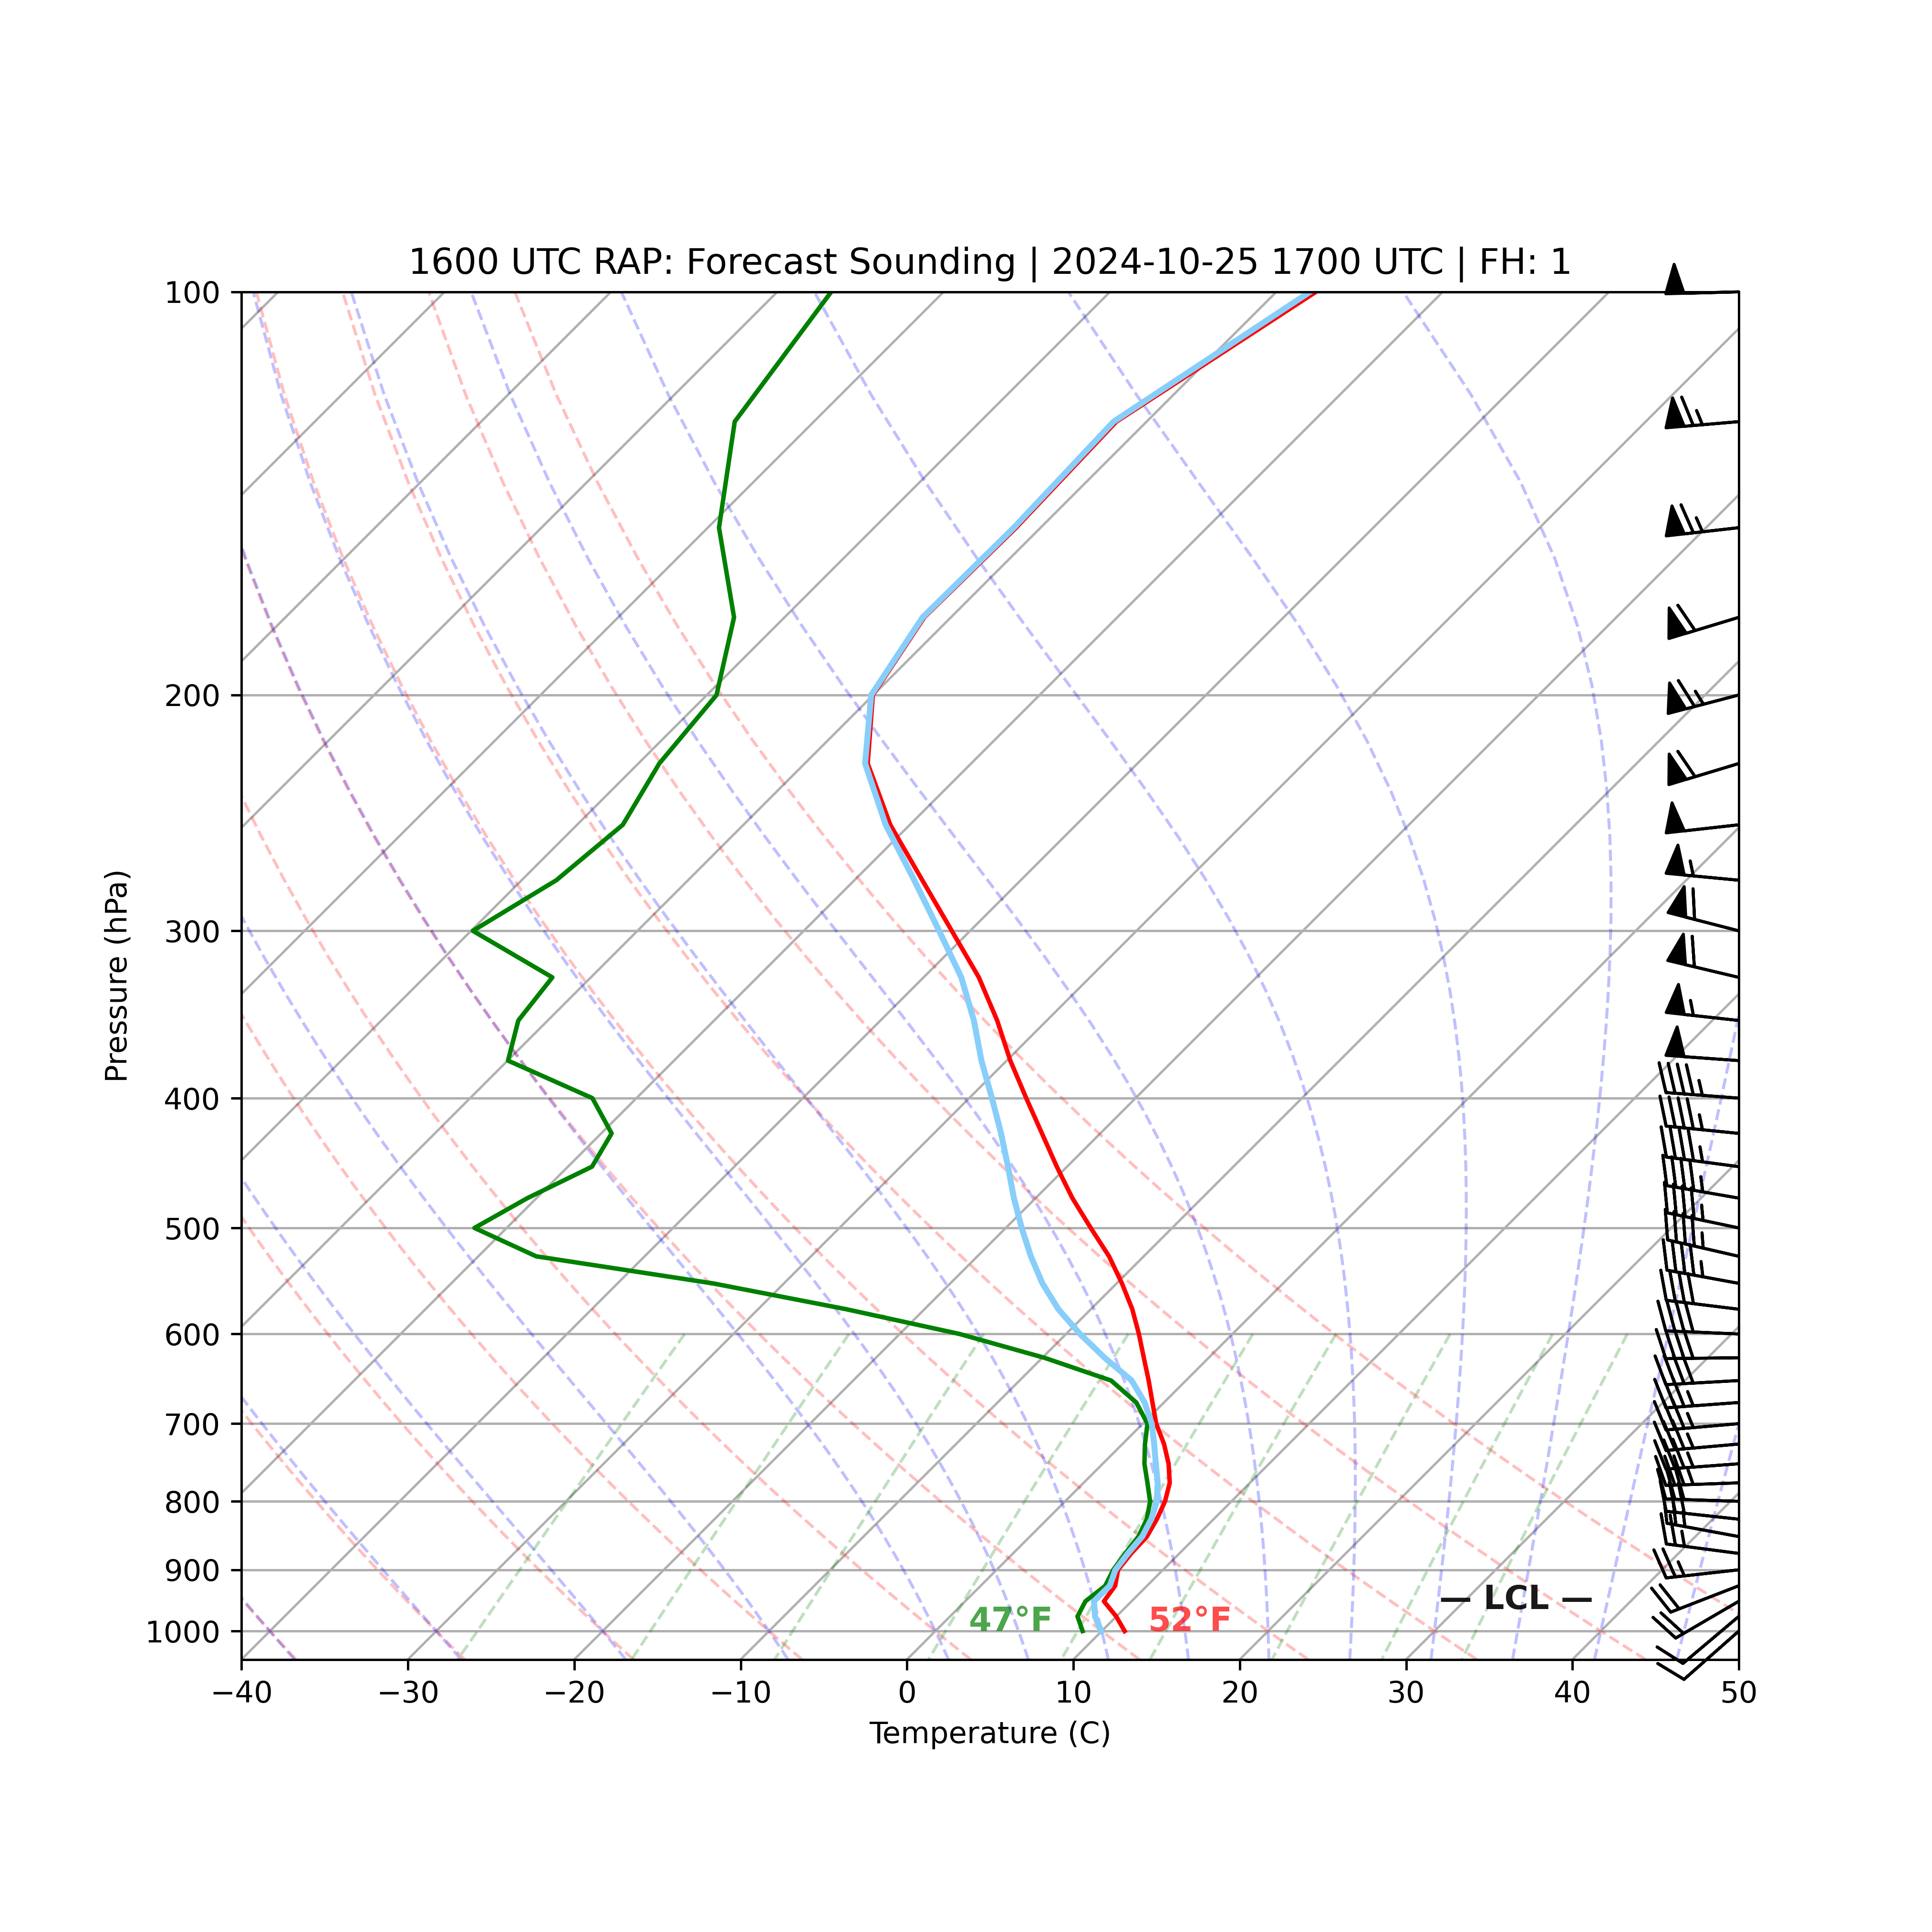 1600 UTC RAP: Forecast Sounding | 2024-10-25 1700 UTC | FH: 1
100
200
300
400
500
600
700
800
900
1000
Pressure (hPa)
— LCL —
47°F
52°F
−40 −30 −20 −10 0 10 20 30 40 50
Temperature (C)